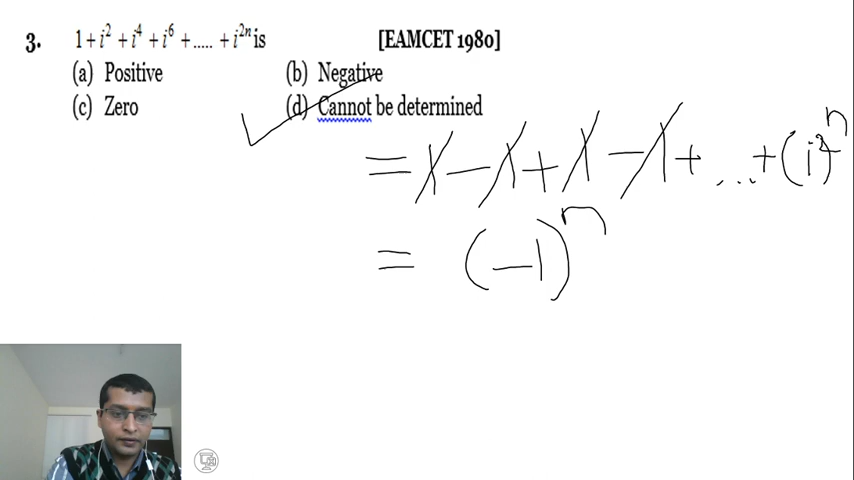 3. 1 + i² + i⁴ + i⁶ + ..... + i²ⁿ is [EAMCET 1980]
(a) Positive (b) Negative
(c) Zero (d) Cannot be determined
= 1 − 1 + 1 − 1 + ... + (i²)ⁿ
= (−1)ⁿ